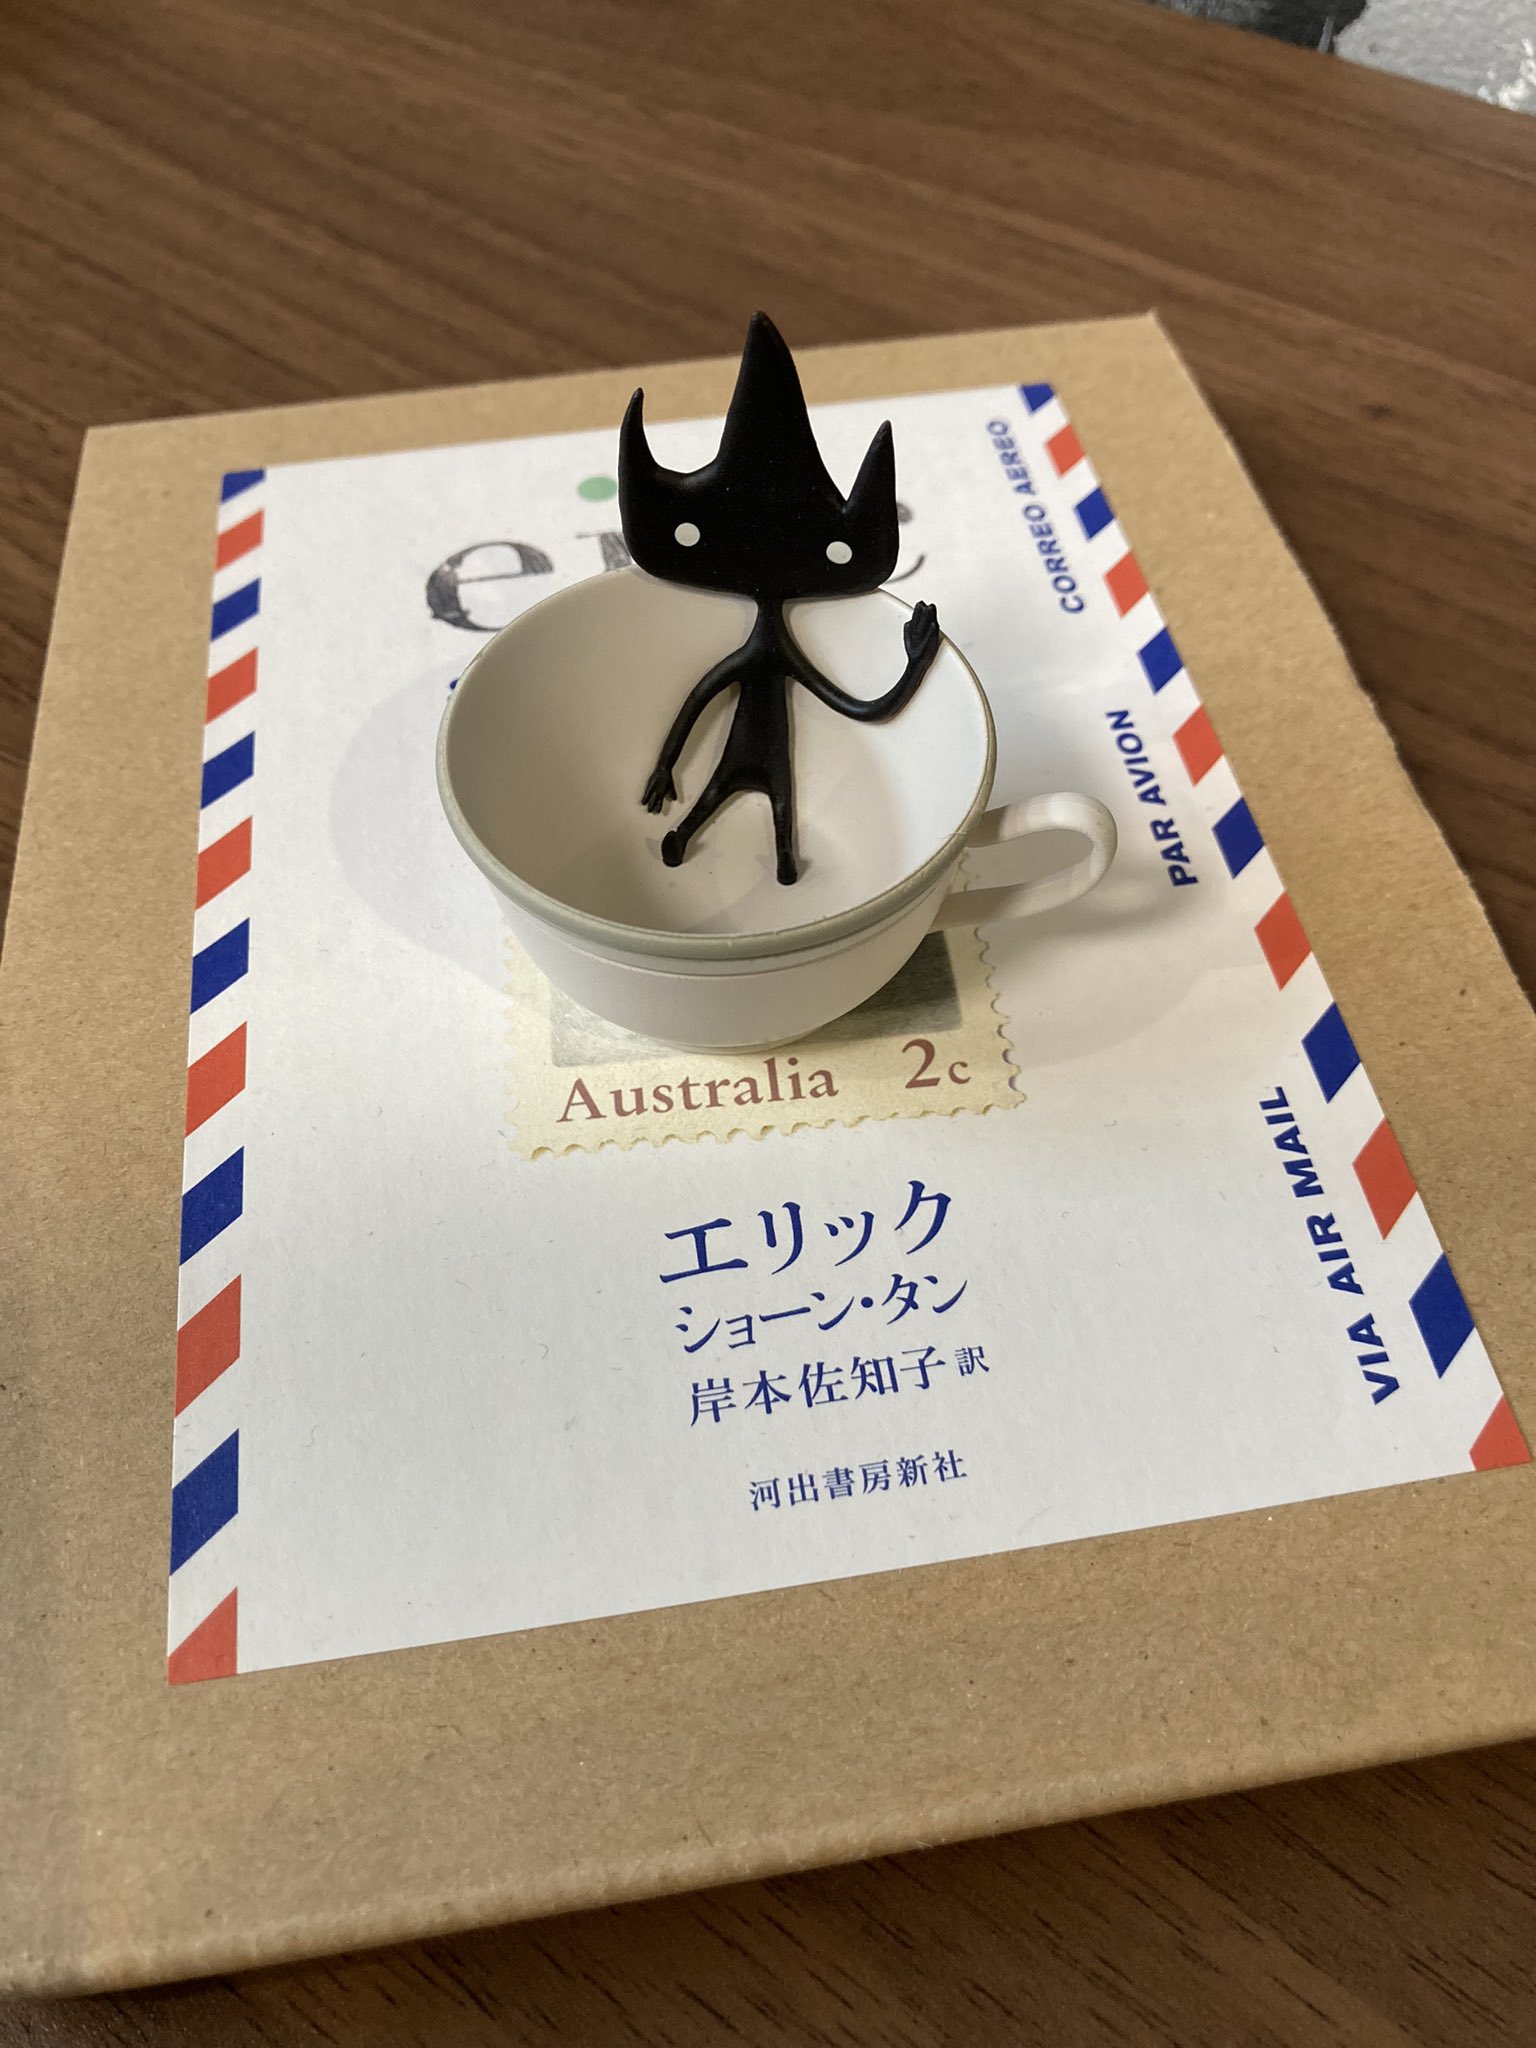 CORREO AEREO
PAR AVION
VIA AIR MAIL
Australia 2c
エリック
ショーン・タン
岸本佐知子 訳
河出書房新社